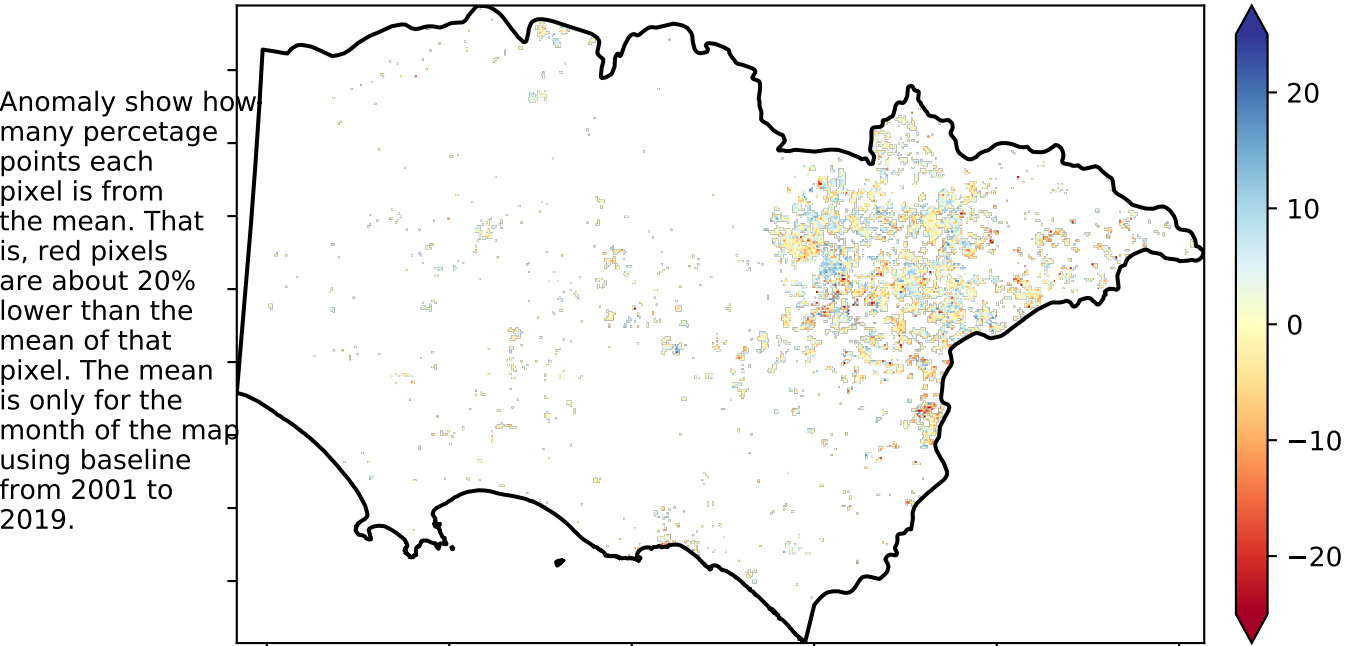 Anomaly show how
many percetage
points each
pixel is from
the mean. That
is, red pixels
are about 20%
lower than the
mean of that
pixel. The mean
is only for the
month of the map
using baseline
from 2001 to
2019.
20
10
0
−10
−20